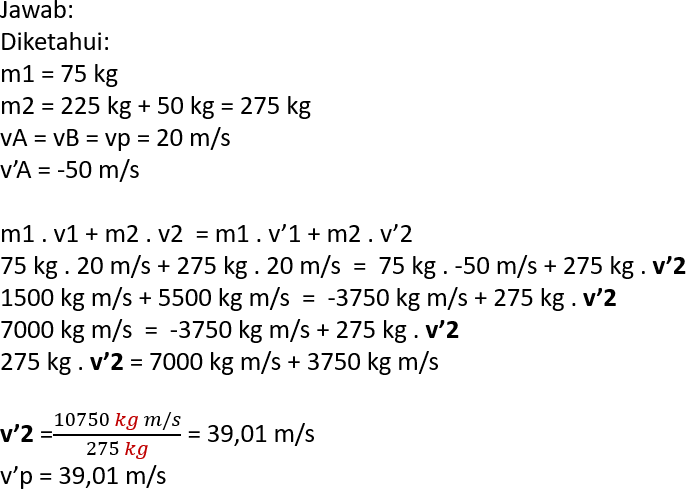 Jawab:
Diketahui:
m1 = 75 kg
m2 = 225 kg + 50 kg = 275 kg
vA = vB = vp = 20 m/s
v’A = -50 m/s
m1 . v1 + m2 . v2 = m1 . v’1 + m2 . v’2
75 kg . 20 m/s + 275 kg . 20 m/s = 75 kg . -50 m/s + 275 kg . v’2
1500 kg m/s + 5500 kg m/s = -3750 kg m/s + 275 kg . v’2
7000 kg m/s = -3750 kg m/s + 275 kg . v’2
275 kg . v’2 = 7000 kg m/s + 3750 kg m/s
v’2 = 10750 kg m/s / 275 kg = 39,01 m/s
v’p = 39,01 m/s